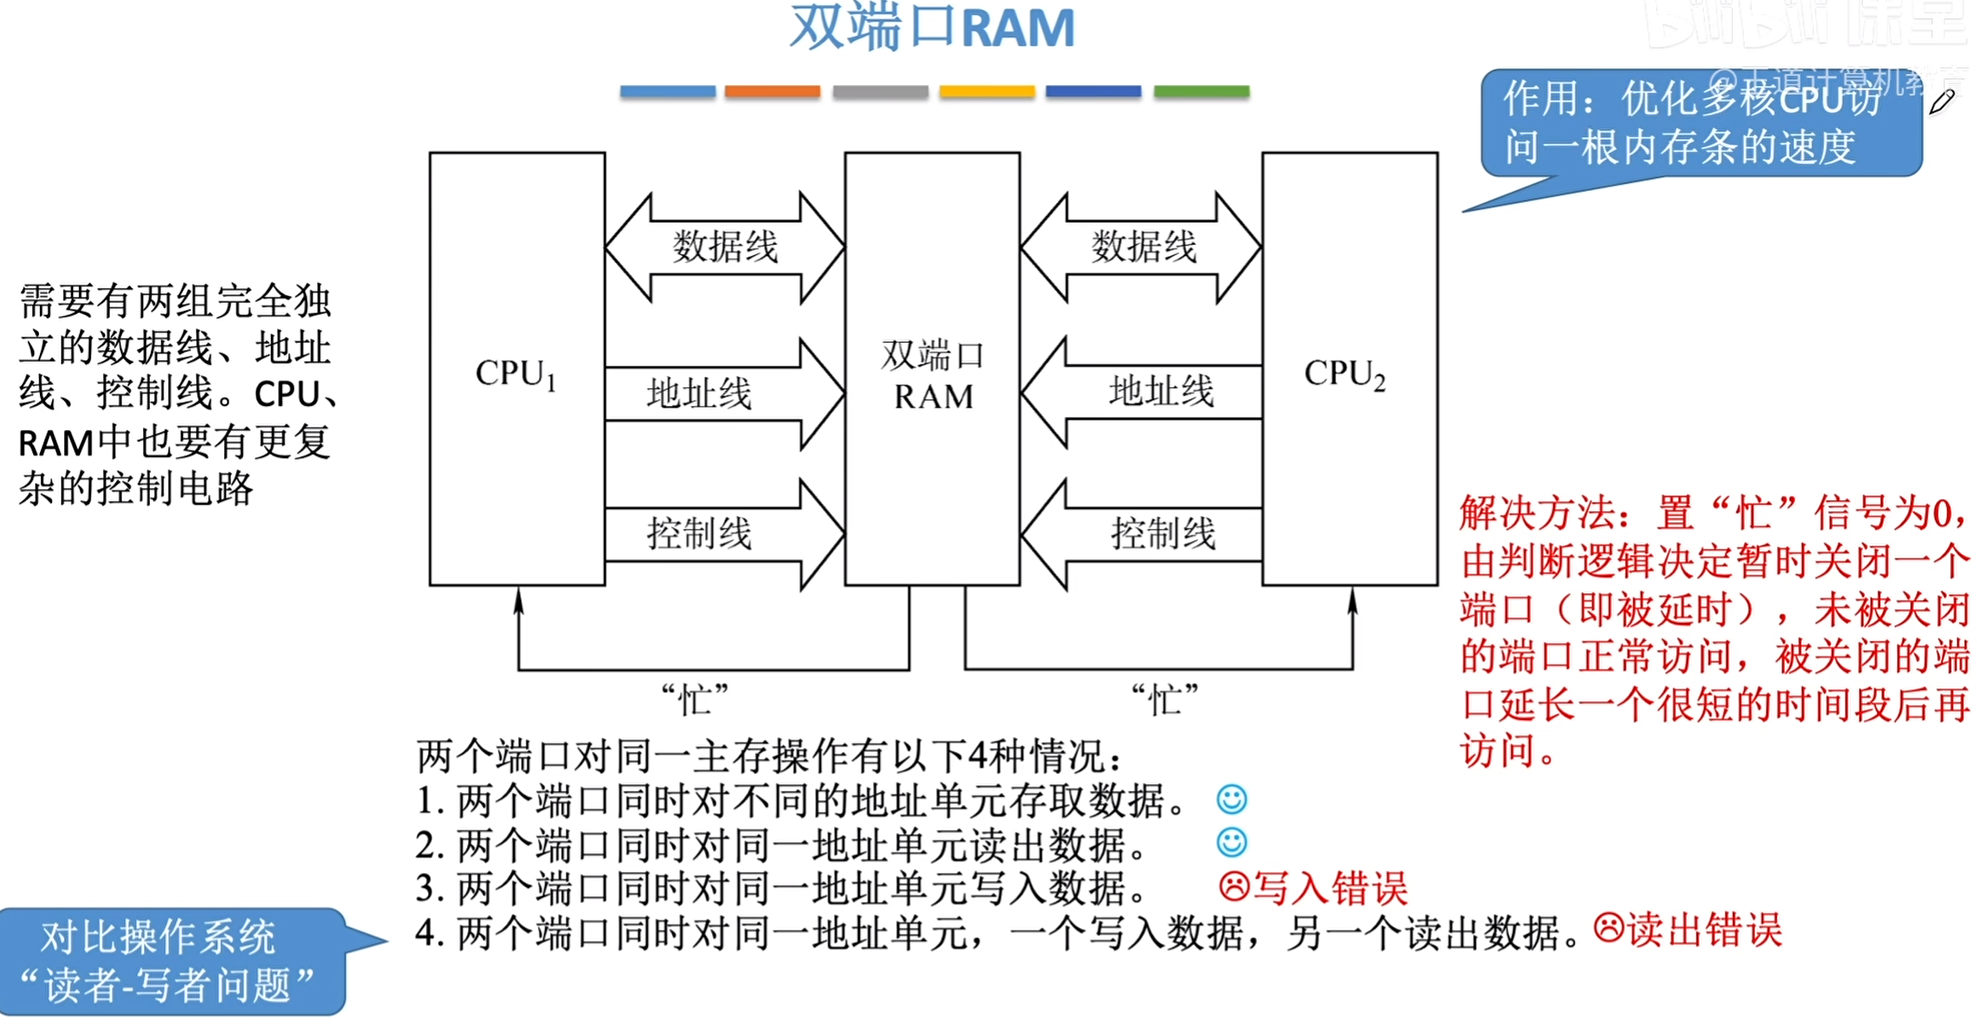 双端口RAM
bilibili课堂
@王道计算机教育
作用：优化多核CPU访
问一根内存条的速度
需要有两组完全独
立的数据线、地址
线、控制线。CPU、
RAM中也要有更复
杂的控制电路
CPU1
数据线
地址线
控制线
双端口
RAM
数据线
地址线
控制线
CPU2
“忙”
“忙”
解决方法：置“忙”信号为0，
由判断逻辑决定暂时关闭一个
端口（即被延时），未被关闭
的端口正常访问，被关闭的端
口延长一个很短的时间段后再
访问。
两个端口对同一主存操作有以下4种情况：
1. 两个端口同时对不同的地址单元存取数据。
2. 两个端口同时对同一地址单元读出数据。
3. 两个端口同时对同一地址单元写入数据。 写入错误
4. 两个端口同时对同一地址单元，一个写入数据，另一个读出数据。 读出错误
对比操作系统
“读者-写者问题”